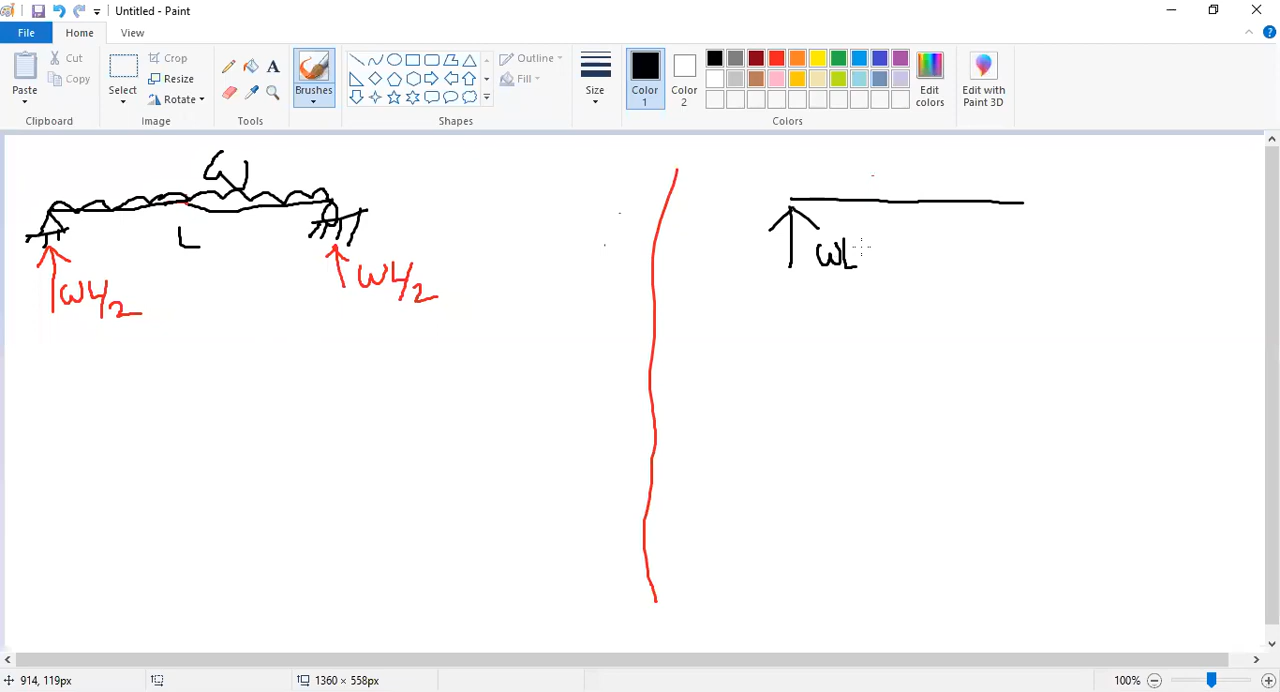 Untitled - Paint
File
Home
View
Paste
Cut
Copy
Clipboard
Select
Crop
Resize
Rotate
Image
Tools
Brushes
Outline
Fill
Shapes
Size
Color 1
Color 2
Edit colors
Edit with Paint 3D
Colors
W
L
WL/2
WL/2
WL
914, 119px
1360 × 558px
100%